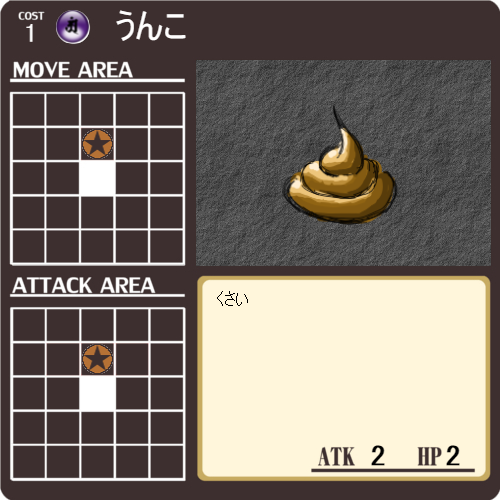 COST
1
うんこ
MOVE AREA
ATTACK AREA
くさい
ATK 2 HP 2